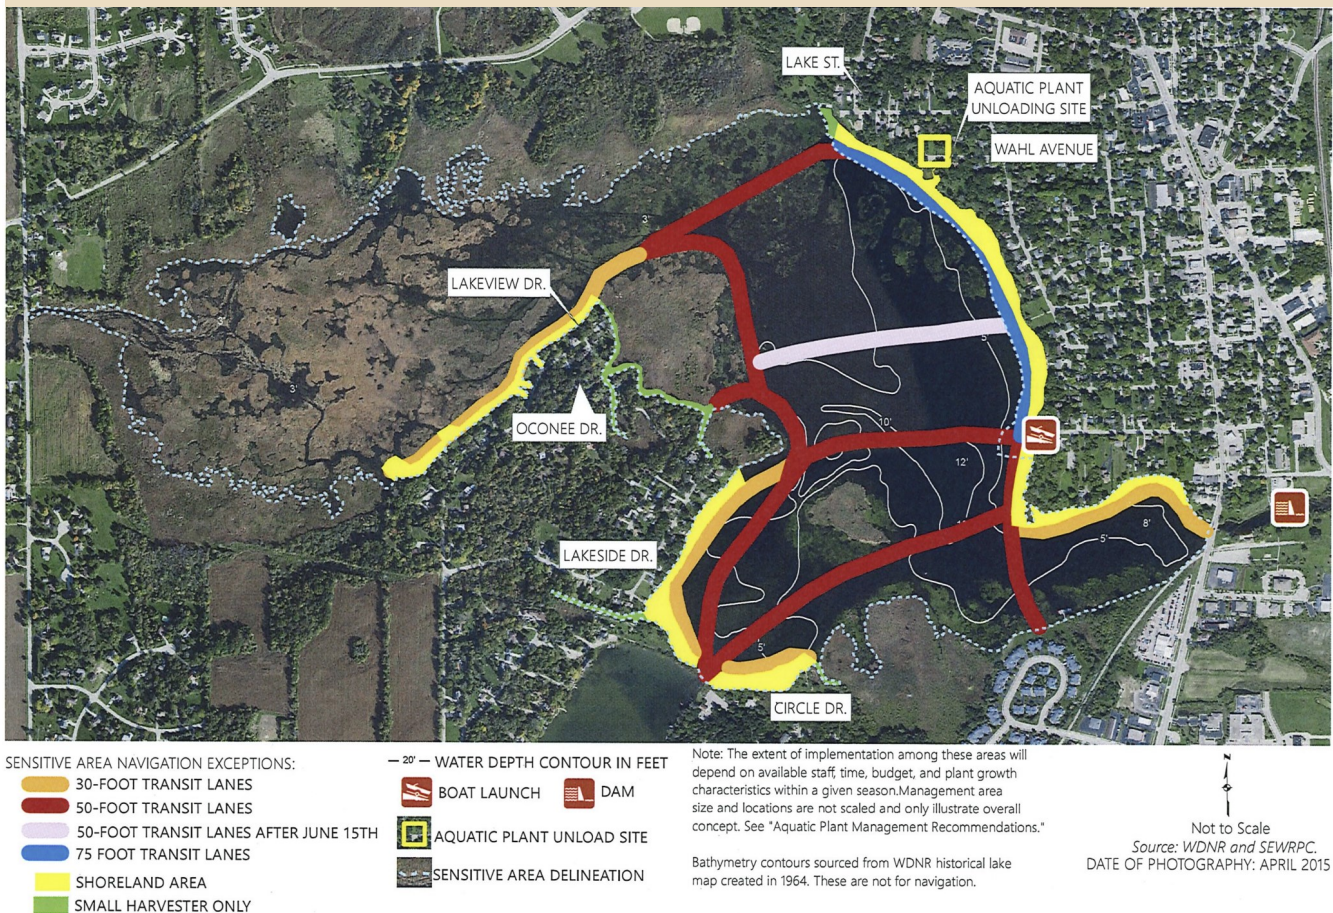 LAKE ST.
AQUATIC PLANT
UNLOADING SITE
WAHL AVENUE
3'
LAKEVIEW DR.
5'
3'
OCONEE DR.
10'
12'
8'
5'
LAKESIDE DR.
5'
CIRCLE DR.
SENSITIVE AREA NAVIGATION EXCEPTIONS:
30-FOOT TRANSIT LANES
50-FOOT TRANSIT LANES
50-FOOT TRANSIT LANES AFTER JUNE 15TH
75 FOOT TRANSIT LANES
SHORELAND AREA
SMALL HARVESTER ONLY
20' WATER DEPTH CONTOUR IN FEET
BOAT LAUNCH
DAM
AQUATIC PLANT UNLOAD SITE
SENSITIVE AREA DELINEATION
Note: The extent of implementation among these areas will
depend on available staff, time, budget, and plant growth
characteristics within a given season.Management area
size and locations are not scaled and only illustrate overall
concept. See "Aquatic Plant Management Recommendations."
Bathymetry contours sourced from WDNR historical lake
map created in 1964. These are not for navigation.
N
Not to Scale
Source: WDNR and SEWRPC.
DATE OF PHOTOGRAPHY: APRIL 2015